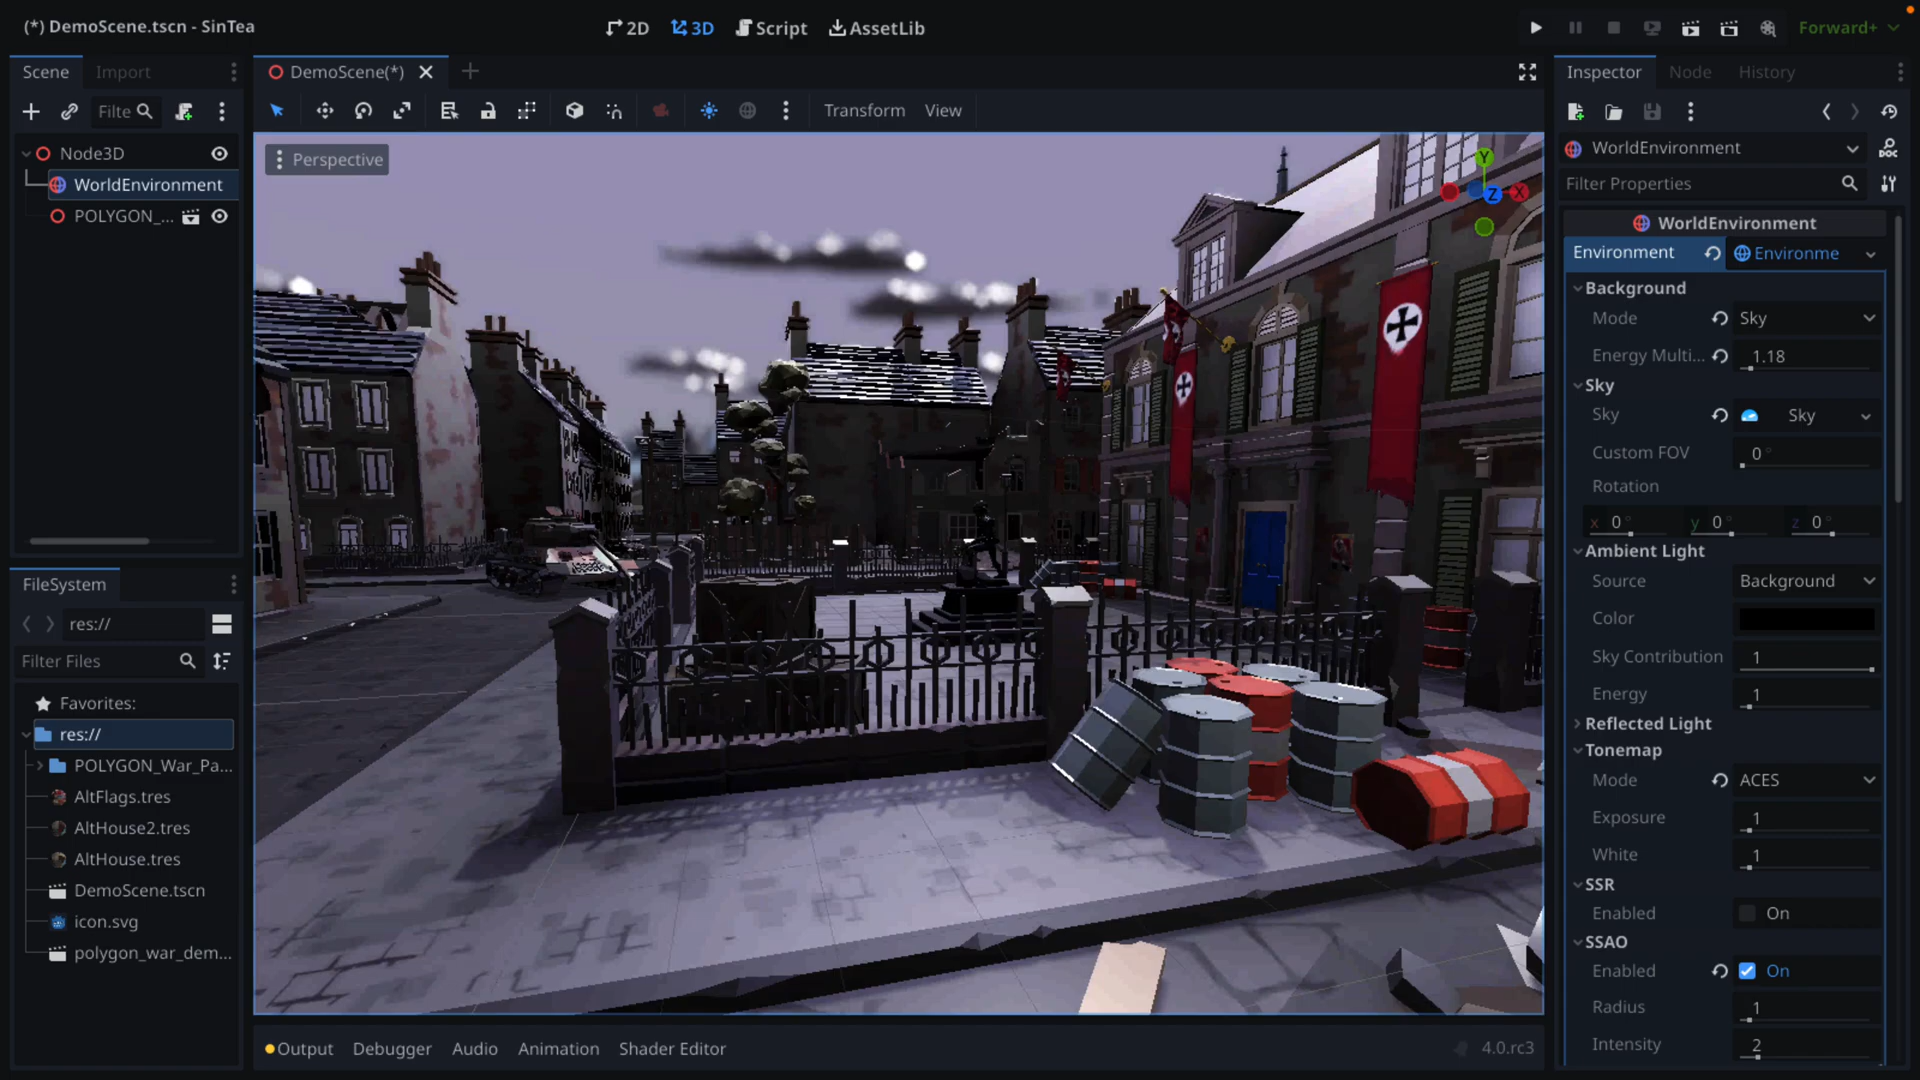 (*) DemoScene.tscn - SinTea
2D 3D Script AssetLib
Forward+
Scene Import
DemoScene(*)
Inspector Node History
Filte
Transform View
Node3D
WorldEnvironment
POLYGON_...
Perspective
Y
Z X
WorldEnvironment
Filter Properties
WorldEnvironment
Environment Environme
Background
Mode Sky
Energy Multi... 1.18
Sky
Sky Sky
Custom FOV 0 °
Rotation
x 0 ° y 0 ° z 0 °
Ambient Light
Source Background
Color
Sky Contribution 1
Energy 1
Reflected Light
Tonemap
Mode ACES
Exposure 1
White 1
SSR
Enabled On
SSAO
Enabled On
Radius 1
Intensity 2
FileSystem
res://
Filter Files
Favorites:
res://
POLYGON_War_Pa...
AltFlags.tres
AltHouse2.tres
AltHouse.tres
DemoScene.tscn
icon.svg
polygon_war_dem...
Output Debugger Audio Animation Shader Editor
4.0.rc3